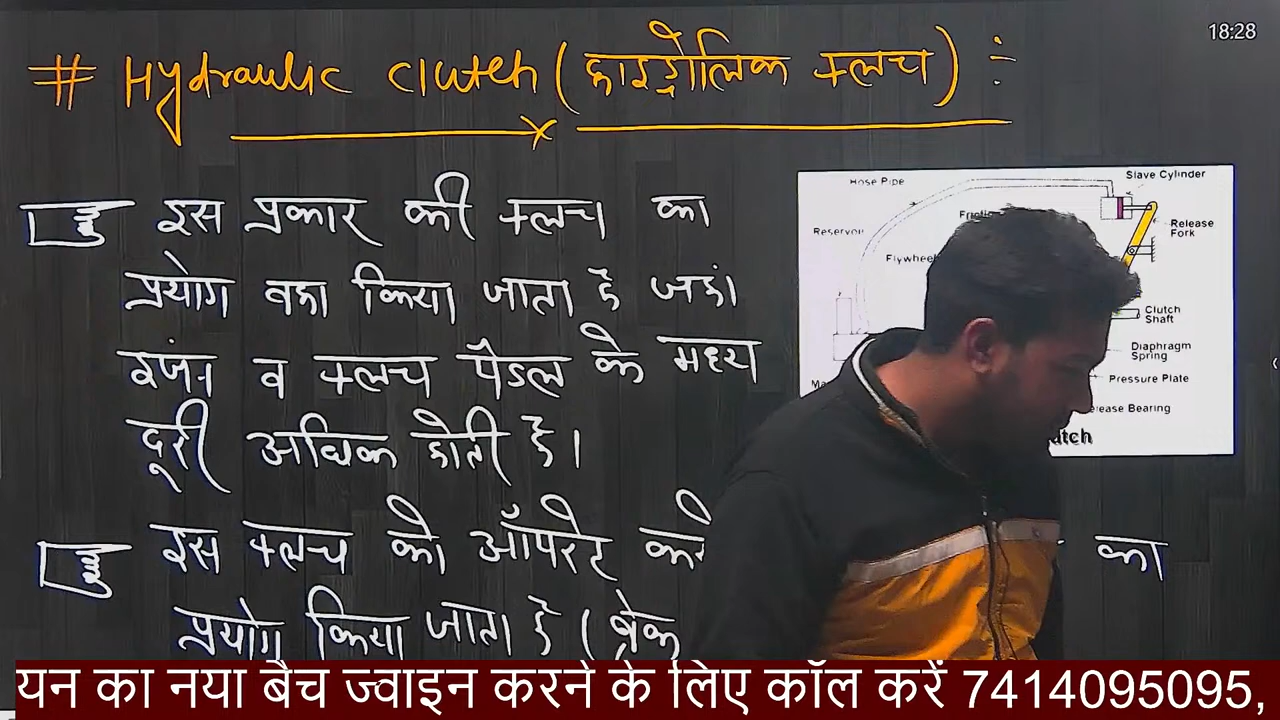 18:28
# Hydraulic Clutch (हाइड्रोलिक क्लच) :-
इस प्रकार की क्लच का
प्रयोग वहा किया जाता है जहां
इंजन व क्लच पैडल के मध्य
दूरी अधिक होती है।
इस क्लच को ऑपरेट का
प्रयोग किया जाता है (ब्रेक
Hose Pipe
Slave Cylinder
Release
Fork
Reservoir
Flywheel
Clutch
Shaft
Diaphragm
Spring
Pressure Plate
elease Bearing
यन का नया बैच ज्वाइन करने के लिए कॉल करें 7414095095,